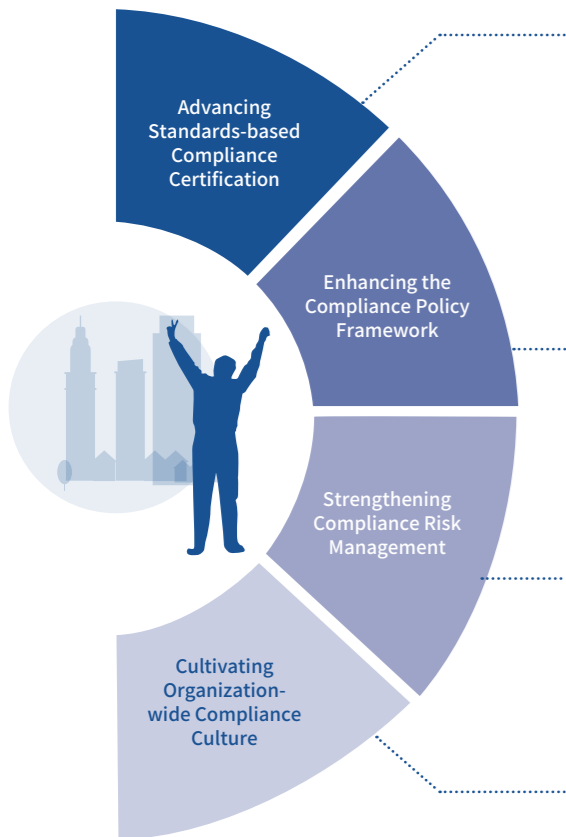 Advancing
Standards-based
Compliance
Certification
Enhancing the
Compliance Policy
Framework
Strengthening
Compliance Risk
Management
Cultivating
Organization-
wide Compliance
Culture